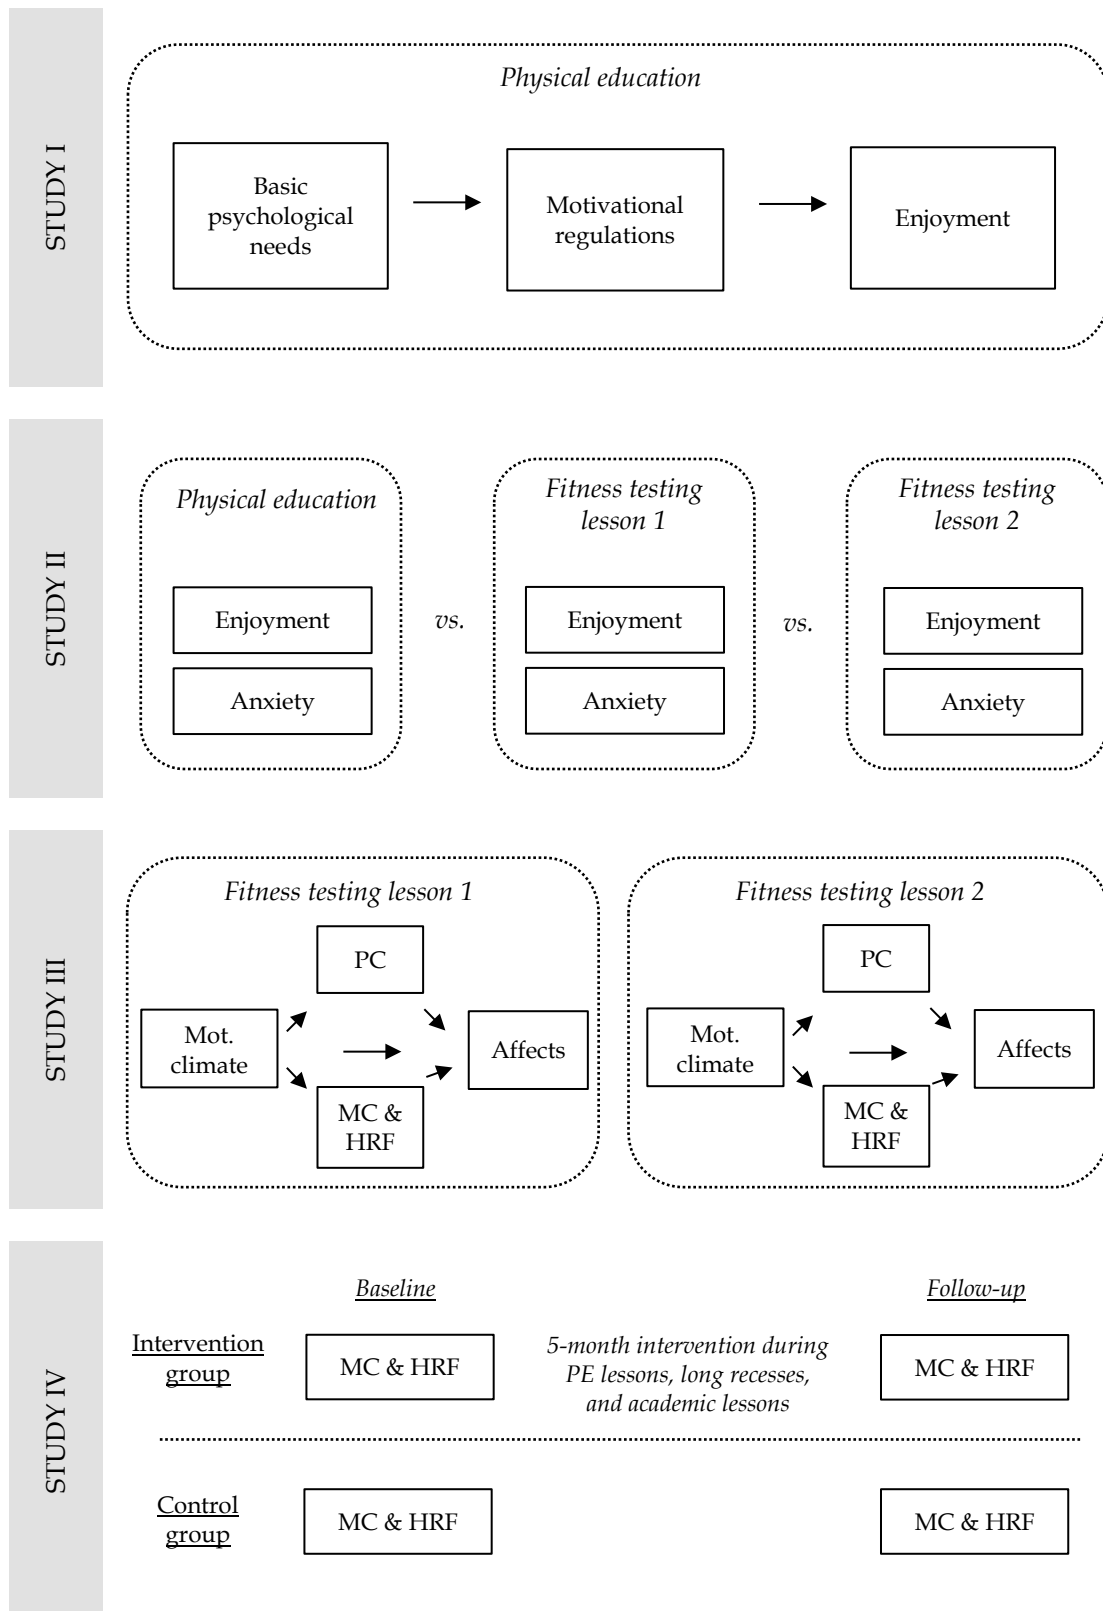 STUDY I
Physical education
Basic
psychological
needs
Motivational
regulations
Enjoyment
STUDY II
Physical education
Enjoyment
Anxiety
vs.
Fitness testing
lesson 1
Enjoyment
Anxiety
vs.
Fitness testing
lesson 2
Enjoyment
Anxiety
STUDY III
Fitness testing lesson 1
PC
Mot.
climate
Affects
MC &
HRF
Fitness testing lesson 2
PC
Mot.
climate
Affects
MC &
HRF
STUDY IV
Baseline
Follow-up
Intervention
group
MC & HRF
5-month intervention during
PE lessons, long recesses,
and academic lessons
MC & HRF
Control
group
MC & HRF
MC & HRF